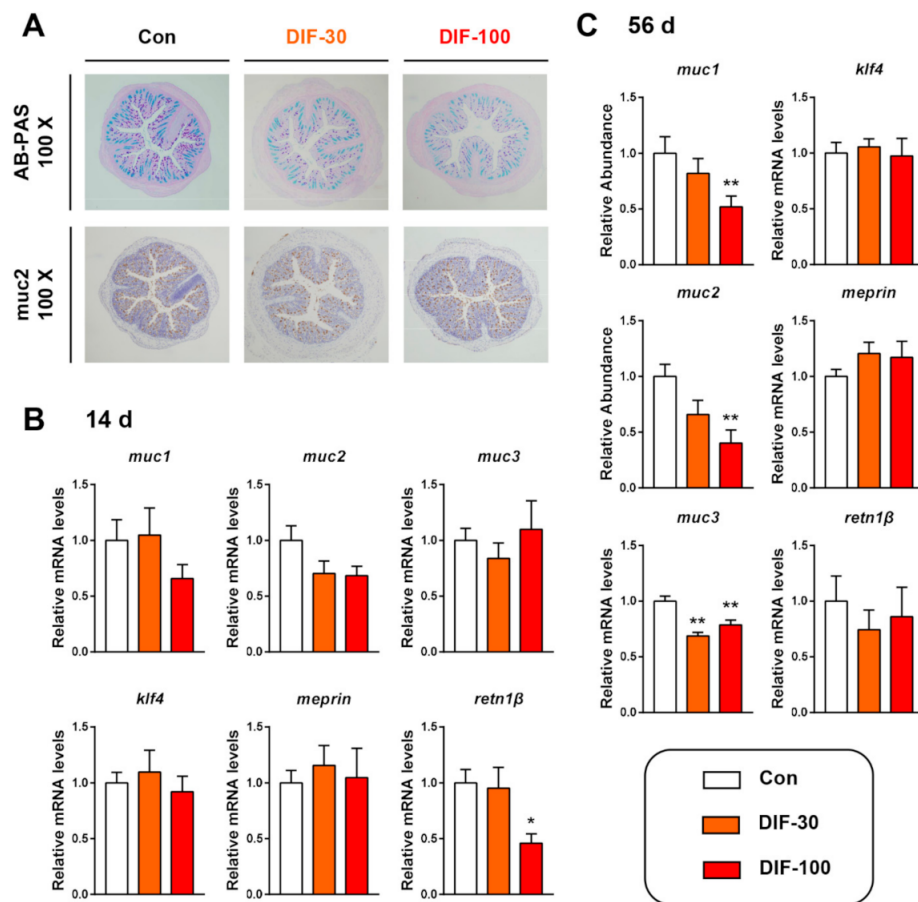 A
Con
DIF-30
DIF-100
AB-PAS
100 X
muc2
100 X
B 14 d
muc1
muc2
muc3
Relative mRNA levels
1.5
1.0
0.5
0.0
Relative mRNA levels
1.5
1.0
0.5
0.0
Relative mRNA levels
1.5
1.0
0.5
0.0
klf4
meprin
retn1β
Relative mRNA levels
1.5
1.0
0.5
0.0
Relative mRNA levels
1.5
1.0
0.5
0.0
Relative mRNA levels
1.5
1.0
0.5
0.0
*
C 56 d
muc1
klf4
Relative Abundance
1.5
1.0
0.5
0.0
**
Relative mRNA levels
1.5
1.0
0.5
0.0
muc2
meprin
Relative Abundance
1.5
1.0
0.5
0.0
**
Relative mRNA levels
1.5
1.0
0.5
0.0
muc3
retn1β
Relative mRNA levels
1.5
1.0
0.5
0.0
**
**
Relative mRNA levels
1.5
1.0
0.5
0.0
Con
DIF-30
DIF-100